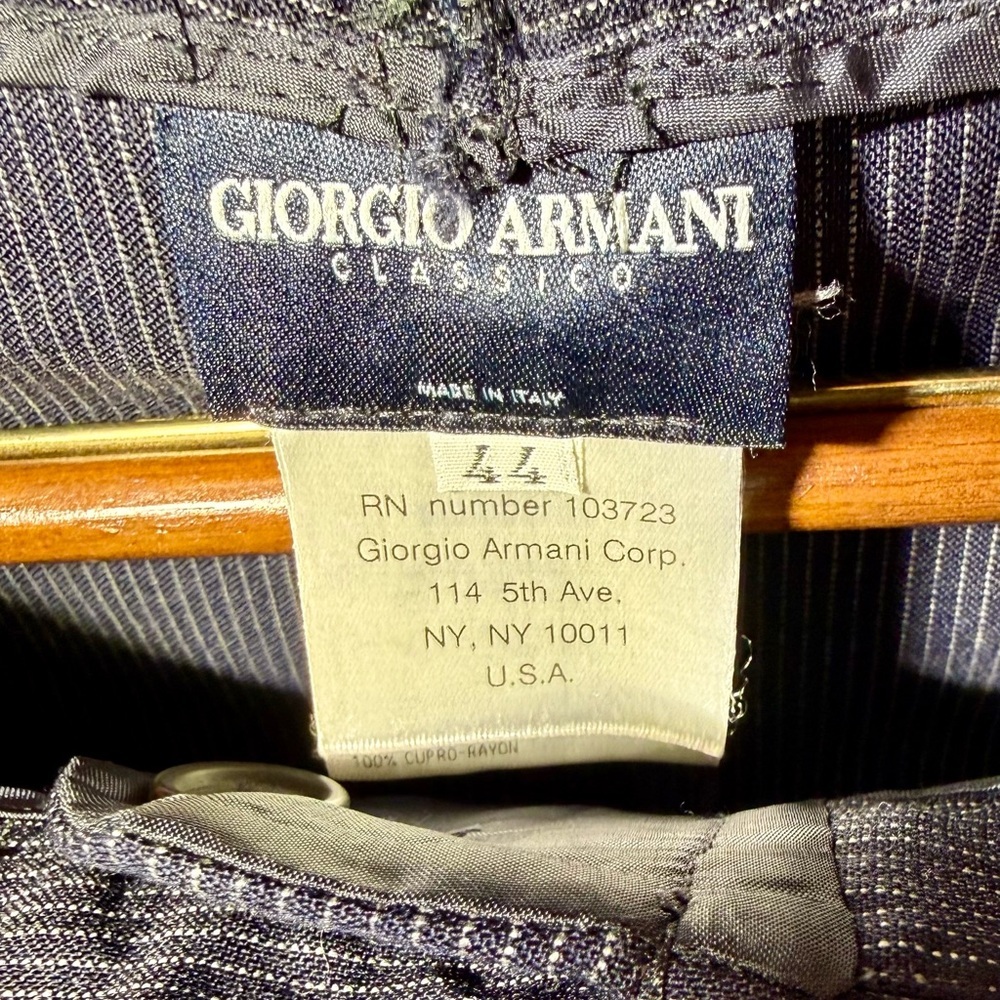 GIORGIO ARMANI
CLASSICO
MADE IN ITALY
44
RN number 103723
Giorgio Armani Corp.
114 5th Ave.
NY, NY 10011
U.S.A.
100% CUPRO-RAYON